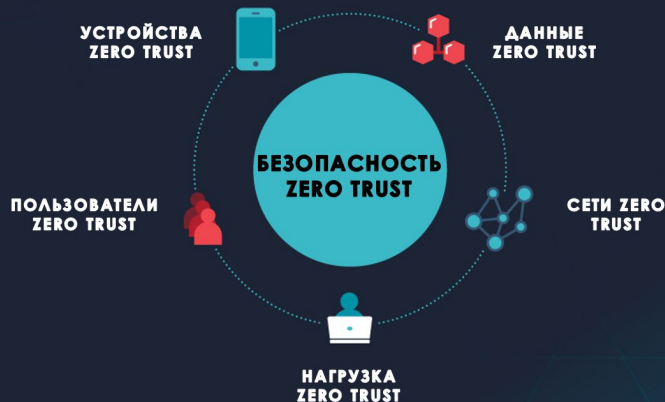 УСТРОЙСТВА
ZERO TRUST
ДАННЫЕ
ZERO TRUST
БЕЗОПАСНОСТЬ
ZERO TRUST
ПОЛЬЗОВАТЕЛИ
ZERO TRUST
СЕТИ ZERO
TRUST
НАГРУЗКА
ZERO TRUST